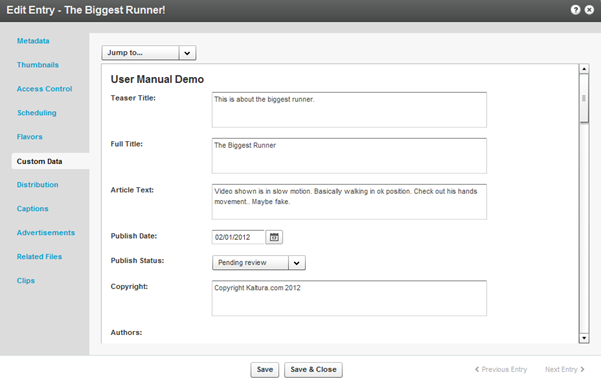 Edit Entry - The Biggest Runner!
Metadata
Thumbnails
Access Control
Scheduling
Flavors
Custom Data
Distribution
Captions
Advertisements
Related Files
Clips
Jump to...
User Manual Demo
Teaser Title:
This is about the biggest runner.
Full Title:
The Biggest Runner
Article Text:
Video shown is in slow motion. Basically walking in ok position. Check out his hands
movement.. Maybe fake.
Publish Date:
02/01/2012
Publish Status:
Pending review
Copyright:
Copyright Kaltura.com 2012
Authors:
Save
Save & Close
Previous Entry
Next Entry